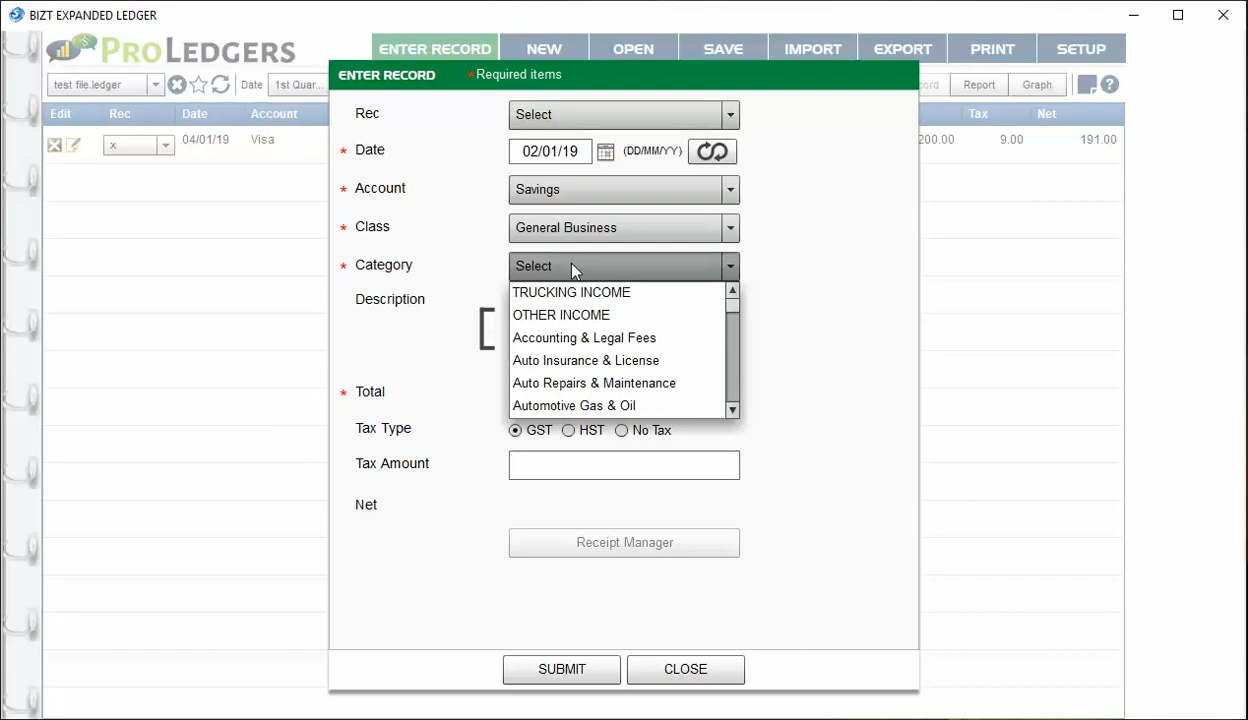 BIZT EXPANDED LEDGER
PROLEDGERS
ENTER RECORD NEW OPEN SAVE IMPORT EXPORT PRINT SETUP
test file.ledger Date 1st Quar... Report Graph ?
ENTER RECORD * Required items
Edit Rec Date Account Tax Net
x 04/01/19 Visa 200.00 9.00 191.00
Rec Select
* Date 02/01/19 (DD/MM/YY)
* Account Savings
* Class General Business
* Category Select
TRUCKING INCOME
OTHER INCOME
Accounting & Legal Fees
Auto Insurance & License
Auto Repairs & Maintenance
Automotive Gas & Oil
Description
* Total
Tax Type GST HST No Tax
Tax Amount
Net
Receipt Manager
SUBMIT CLOSE